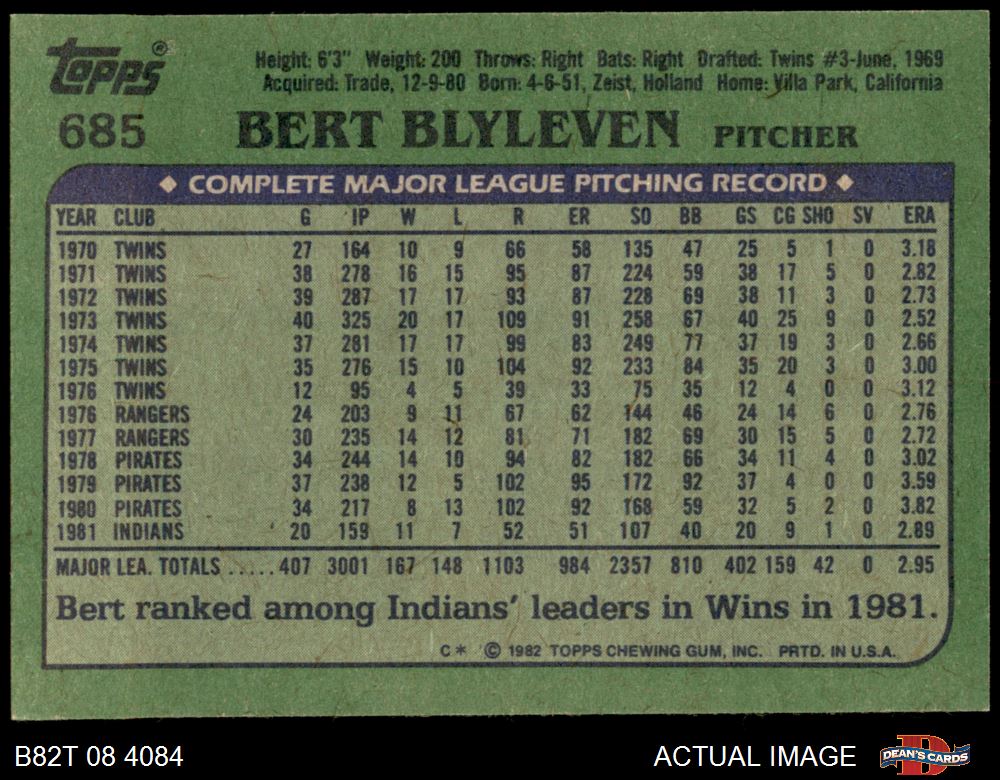 Topps®
Height: 6'3" Weight: 200 Throws: Right Bats: Right Drafted: Twins #3-June, 1969
Acquired: Trade, 12-9-80 Born: 4-6-51, Zeist, Holland Home: Villa Park, California
685 BERT BLYLEVEN PITCHER
◆ COMPLETE MAJOR LEAGUE PITCHING RECORD ◆
YEAR CLUB G IP W L R ER SO BB GS CG SHO SV ERA
1970 TWINS 27 164 10 9 66 58 135 47 25 5 1 0 3.18
1971 TWINS 38 278 16 15 95 87 224 59 38 17 5 0 2.82
1972 TWINS 39 287 17 17 93 87 228 69 38 11 3 0 2.73
1973 TWINS 40 325 20 17 109 91 258 67 40 25 9 0 2.52
1974 TWINS 37 281 17 17 99 83 249 77 37 19 3 0 2.66
1975 TWINS 35 276 15 10 104 92 233 84 35 20 3 0 3.00
1976 TWINS 12 95 4 5 39 33 75 35 12 4 0 0 3.12
1976 RANGERS 24 203 9 11 67 62 144 46 24 14 6 0 2.76
1977 RANGERS 30 235 14 12 81 71 182 69 30 15 5 0 2.72
1978 PIRATES 34 244 14 10 94 82 182 66 34 11 4 0 3.02
1979 PIRATES 37 238 12 5 102 95 172 92 37 4 0 0 3.59
1980 PIRATES 34 217 8 13 102 92 168 59 32 5 2 0 3.82
1981 INDIANS 20 159 11 7 52 51 107 40 20 9 1 0 2.89
MAJOR LEA. TOTALS ..... 407 3001 167 148 1103 984 2357 810 402 159 42 0 2.95
Bert ranked among Indians' leaders in Wins in 1981.
C* © 1982 TOPPS CHEWING GUM, INC. PRTD. IN U.S.A.
B82T 08 4084 ACTUAL IMAGE DEAN'S CARDS